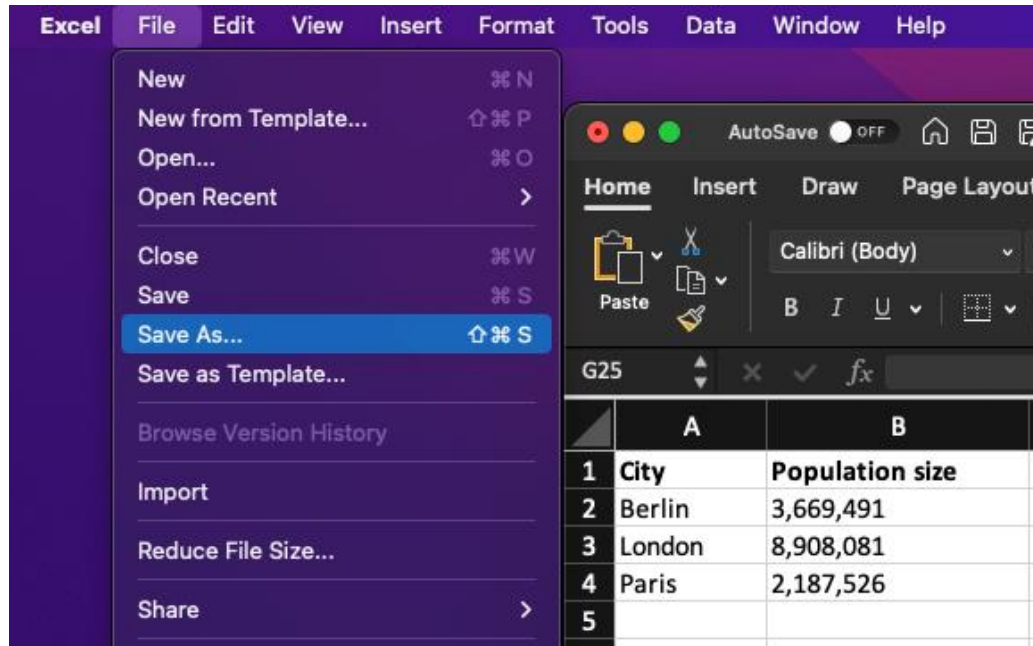 Excel File Edit View Insert Format Tools Data Window Help
New ⌘ N
New from Template... ⇧ ⌘ P
Open... ⌘ O
Open Recent >
Close ⌘ W
Save ⌘ S
Save As... ⇧ ⌘ S
Save as Template...
Browse Version History
Import
Reduce File Size...
Share >
AutoSave OFF
Home Insert Draw Page Layou
Calibri (Body)
Paste
B I U
G25 fx
A B
1 City Population size
2 Berlin 3,669,491
3 London 8,908,081
4 Paris 2,187,526
5